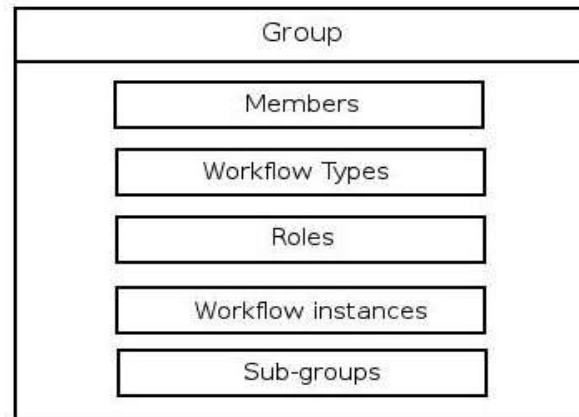 Group
Members
Workflow Types
Roles
Workflow instances
Sub-groups